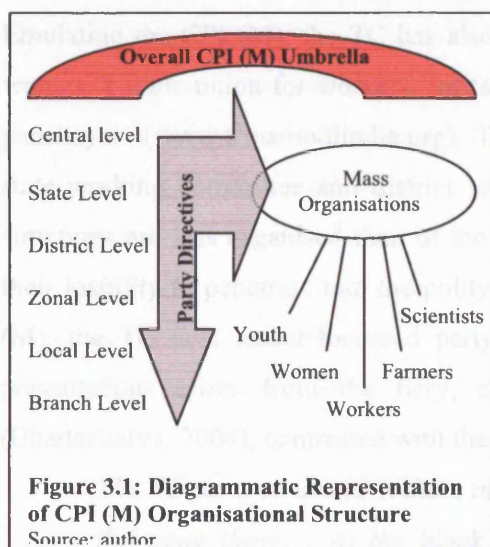 Overall CPI (M) Umbrella
Central level
State Level
District Level
Zonal Level
Local Level
Branch Level
Party Directives
Mass
Organisations
Youth
Women
Workers
Farmers
Scientists
Figure 3.1: Diagrammatic Representation
of CPI (M) Organisational Structure
Source: author